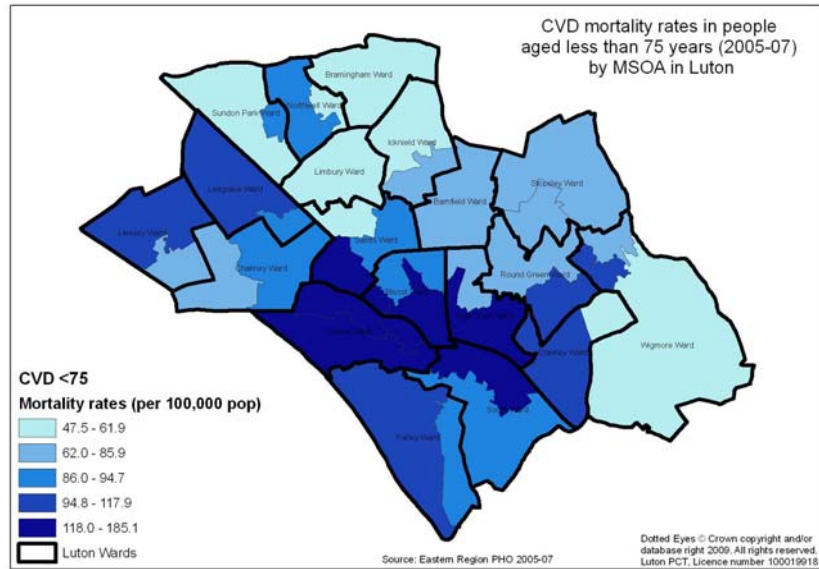 CVD mortality rates in people
aged less than 75 years (2005-07)
by MSOA in Luton
Bramingham Ward
Northwell Ward
Sundon Park Ward
Icknield Ward
Limbury Ward
Stopsley Ward
Barnfield Ward
Leagrave Ward
Lewsey Ward
Saints Ward
Challney Ward
Round Green Ward
Biscot
Wigmore Ward
Crawley Ward
South Ward
Farley Ward
CVD <75
Mortality rates (per 100,000 pop)
47.5 - 61.9
62.0 - 85.9
86.0 - 94.7
94.8 - 117.9
118.0 - 185.1
Luton Wards
Source: Eastern Region PHO 2005-07
Dotted Eyes © Crown copyright and/or
database right 2009. All rights reserved.
Luton PCT, Licence number 100019918